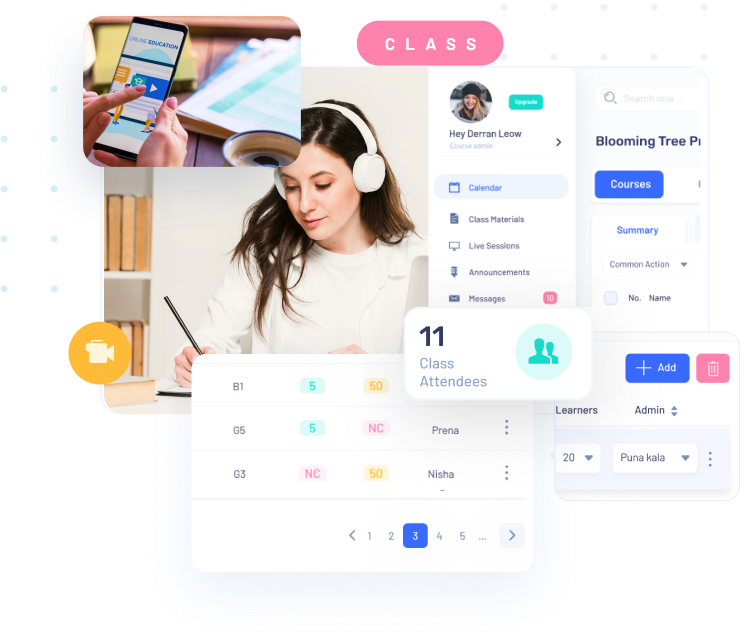 CLASS
ONLINE EDUCATION
Upgrade
Hey Derran Leow
Course admin
Search now ...
Blooming Tree P
Courses
Calendar
Summary
Class Materials
Live Sessions
Common Action
Announcements
No. Name
Messages 10
11
Class
Attendees
Add
Learners Admin
20 Puna kala
B1 5 50
G5 5 NC Prena
G3 NC 50 Nisha
1 2 3 4 5 ...